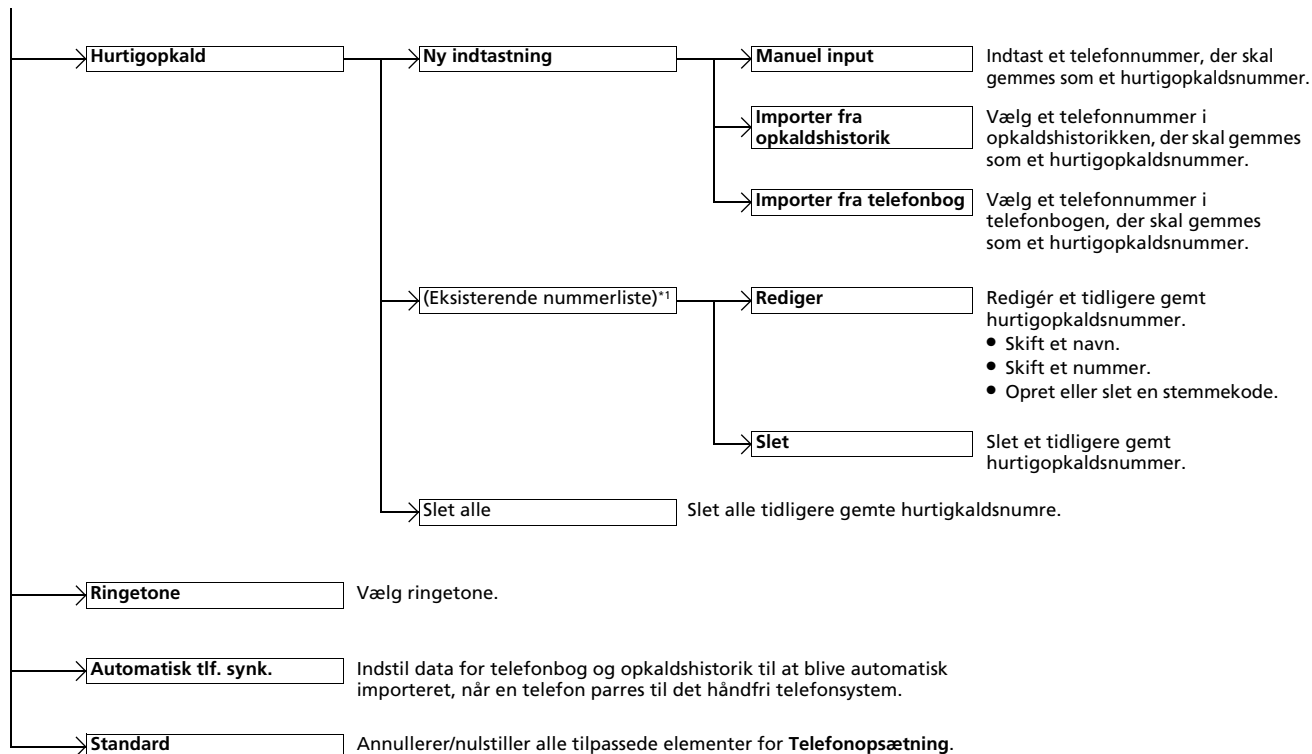 Hurtigopkald
Ny indtastning
Manuel input
Indtast et telefonnummer, der skal
gemmes som et hurtigopkaldsnummer.
Importer fra
opkaldshistorik
Vælg et telefonnummer i
opkaldshistorikken, der skal gemmes
som et hurtigopkaldsnummer.
Importer fra telefonbog
Vælg et telefonnummer i
telefonbogen, der skal gemmes
som et hurtigopkaldsnummer.
(Eksisterende nummerliste)*1
Rediger
Redigér et tidligere gemt
hurtigopkaldsnummer.
● Skift et navn.
● Skift et nummer.
● Opret eller slet en stemmekode.
Slet
Slet et tidligere gemt
hurtigopkaldsnummer.
Slet alle
Slet alle tidligere gemte hurtigkaldsnumre.
Ringetone
Vælg ringetone.
Automatisk tlf. synk.
Indstil data for telefonbog og opkaldshistorik til at blive automatisk
importeret, når en telefon parres til det håndfri telefonsystem.
Standard
Annullerer/nulstiller alle tilpassede elementer for Telefonopsætning.